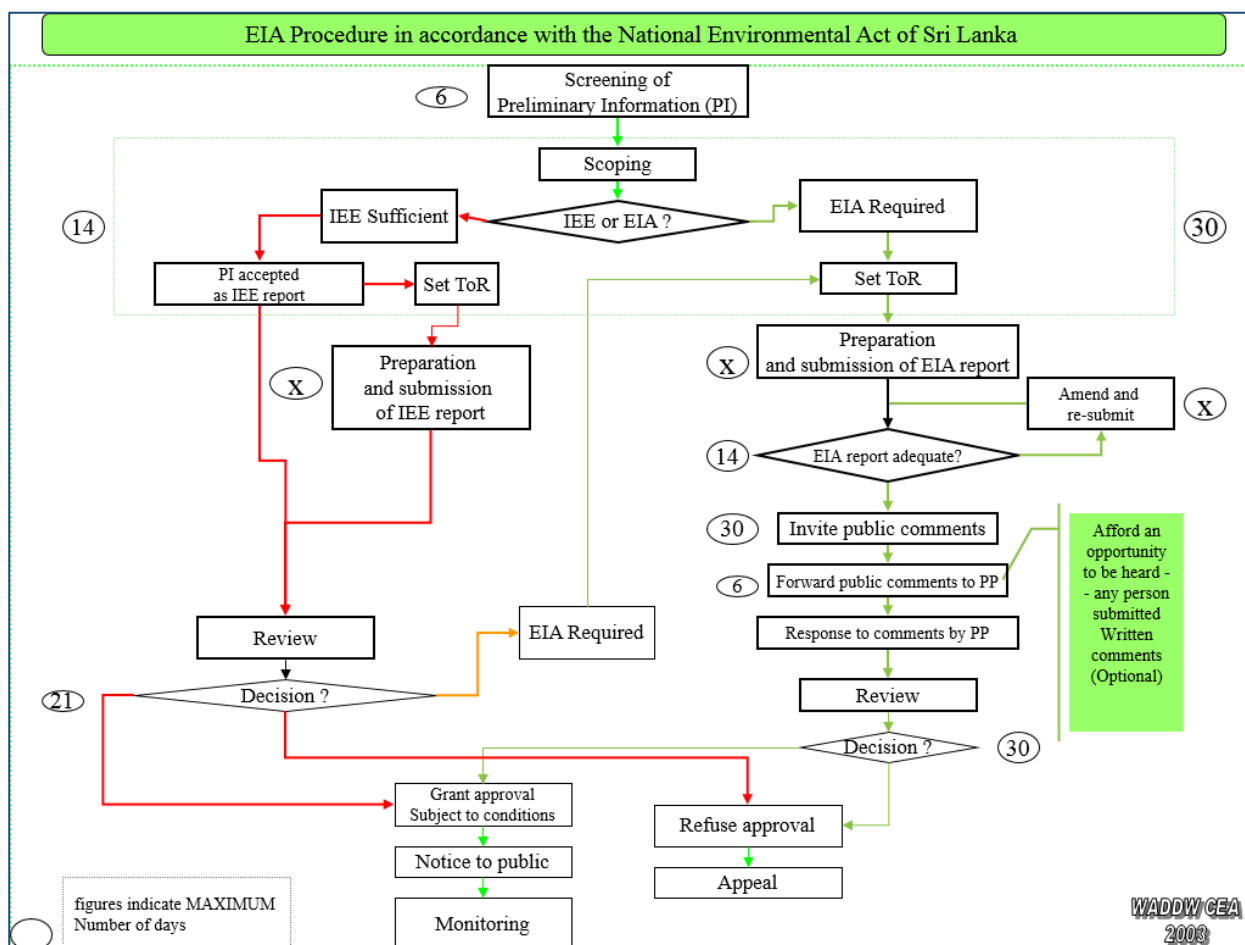 EIA Procedure in accordance with the National Environmental Act of Sri Lanka
6
Screening of
Preliminary Information (PI)
Scoping
14
IEE Sufficient
IEE or EIA ?
EIA Required
30
PI accepted
as IEE report
Set ToR
Set ToR
x
Preparation
and submission
of IEE report
x
Preparation
and submission of EIA report
Amend and
re-submit
x
14
EIA report adequate?
30
Invite public comments
6
Forward public comments to PP
Response to comments by PP
Afford an
opportunity
to be heard -
- any person
submitted
Written
comments
(Optional)
Review
EIA Required
Review
21
Decision ?
Decision ?
30
Grant approval
Subject to conditions
Refuse approval
Notice to public
Appeal
Monitoring
figures indicate MAXIMUM
Number of days
WADDW CEA
2003